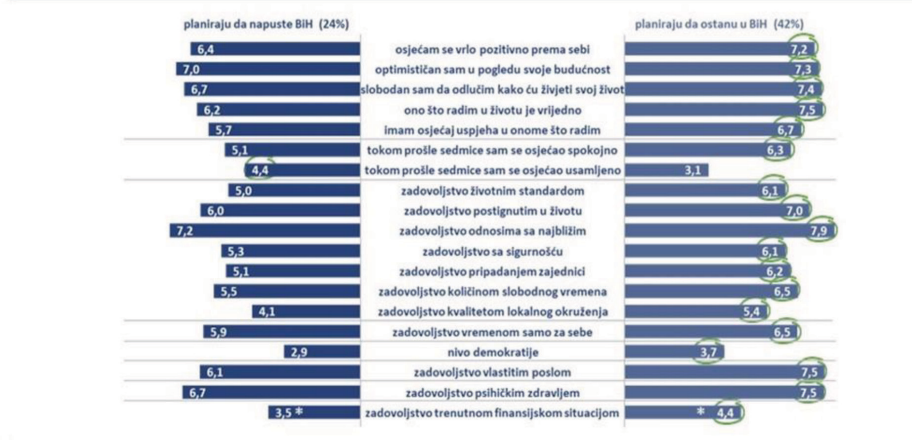 planiraju da napuste BiH (24%) planiraju da ostanu u BiH (42%)
6,4 osjećam se vrlo pozitivno prema sebi 7,2
7,0 optimističan sam u pogledu svoje budućnost 7,3
6,7 slobodan sam da odlučim kako ću živjeti svoj život 7,4
6,2 ono što radim u životu je vrijedno 7,5
5,7 imam osjećaj uspjeha u onome što radim 6,7
5,1 tokom prošle sedmice sam se osjećao spokojno 6,3
4,4 tokom prošle sedmice sam se osjećao usamljeno 3,1
5,0 zadovoljstvo životnim standardom 6,1
6,0 zadovoljstvo postignutim u životu 7,0
7,2 zadovoljstvo odnosima sa najbližim 7,9
5,3 zadovoljstvo sa sigurnošću 6,1
5,1 zadovoljstvo pripadanjem zajednici 6,2
5,5 zadovoljstvo količinom slobodnog vremena 6,5
4,1 zadovoljstvo kvalitetom lokalnog okruženja 5,4
5,9 zadovoljstvo vremenom samo za sebe 6,5
2,9 nivo demokratije 3,7
6,1 zadovoljstvo vlastitim poslom 7,5
6,7 zadovoljstvo psihičkim zdravljem 7,5
3,5 * zadovoljstvo trenutnom finansijskom situacijom * 4,4